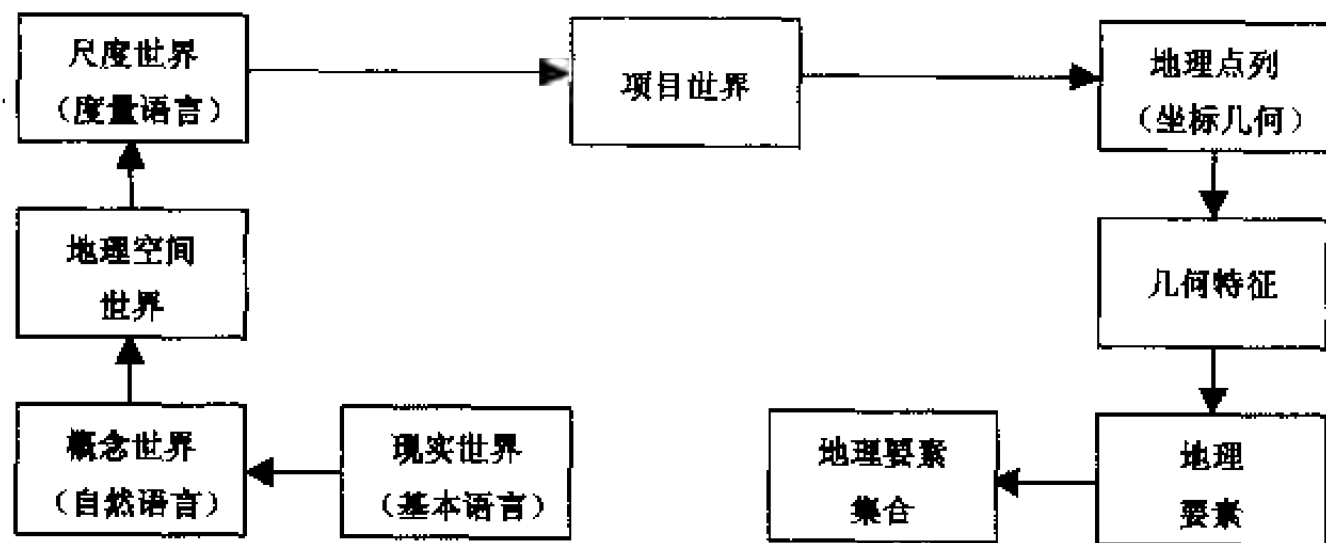 尺度世界
（度量语言）
项目世界
地理点列
（坐标几何）
地理空间
世界
几何特征
概念世界
（自然语言）
现实世界
（基本语言）
地理要素
集合
地理
要素